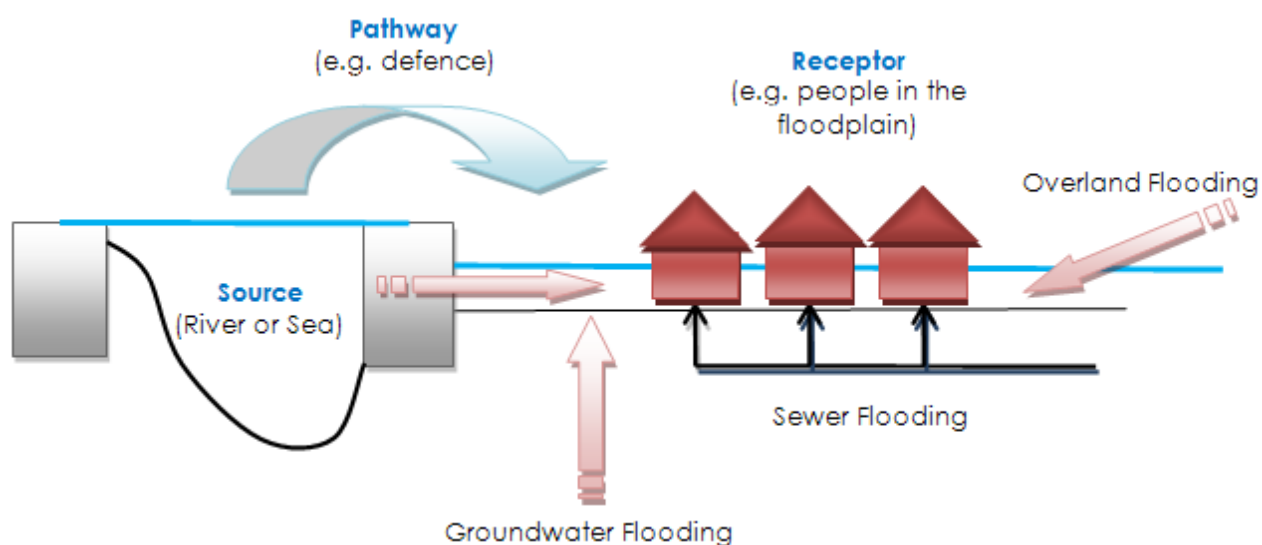 Pathway
(e.g. defence)
Receptor
(e.g. people in the
floodplain)
Overland Flooding
Source
(River or Sea)
Sewer Flooding
Groundwater Flooding